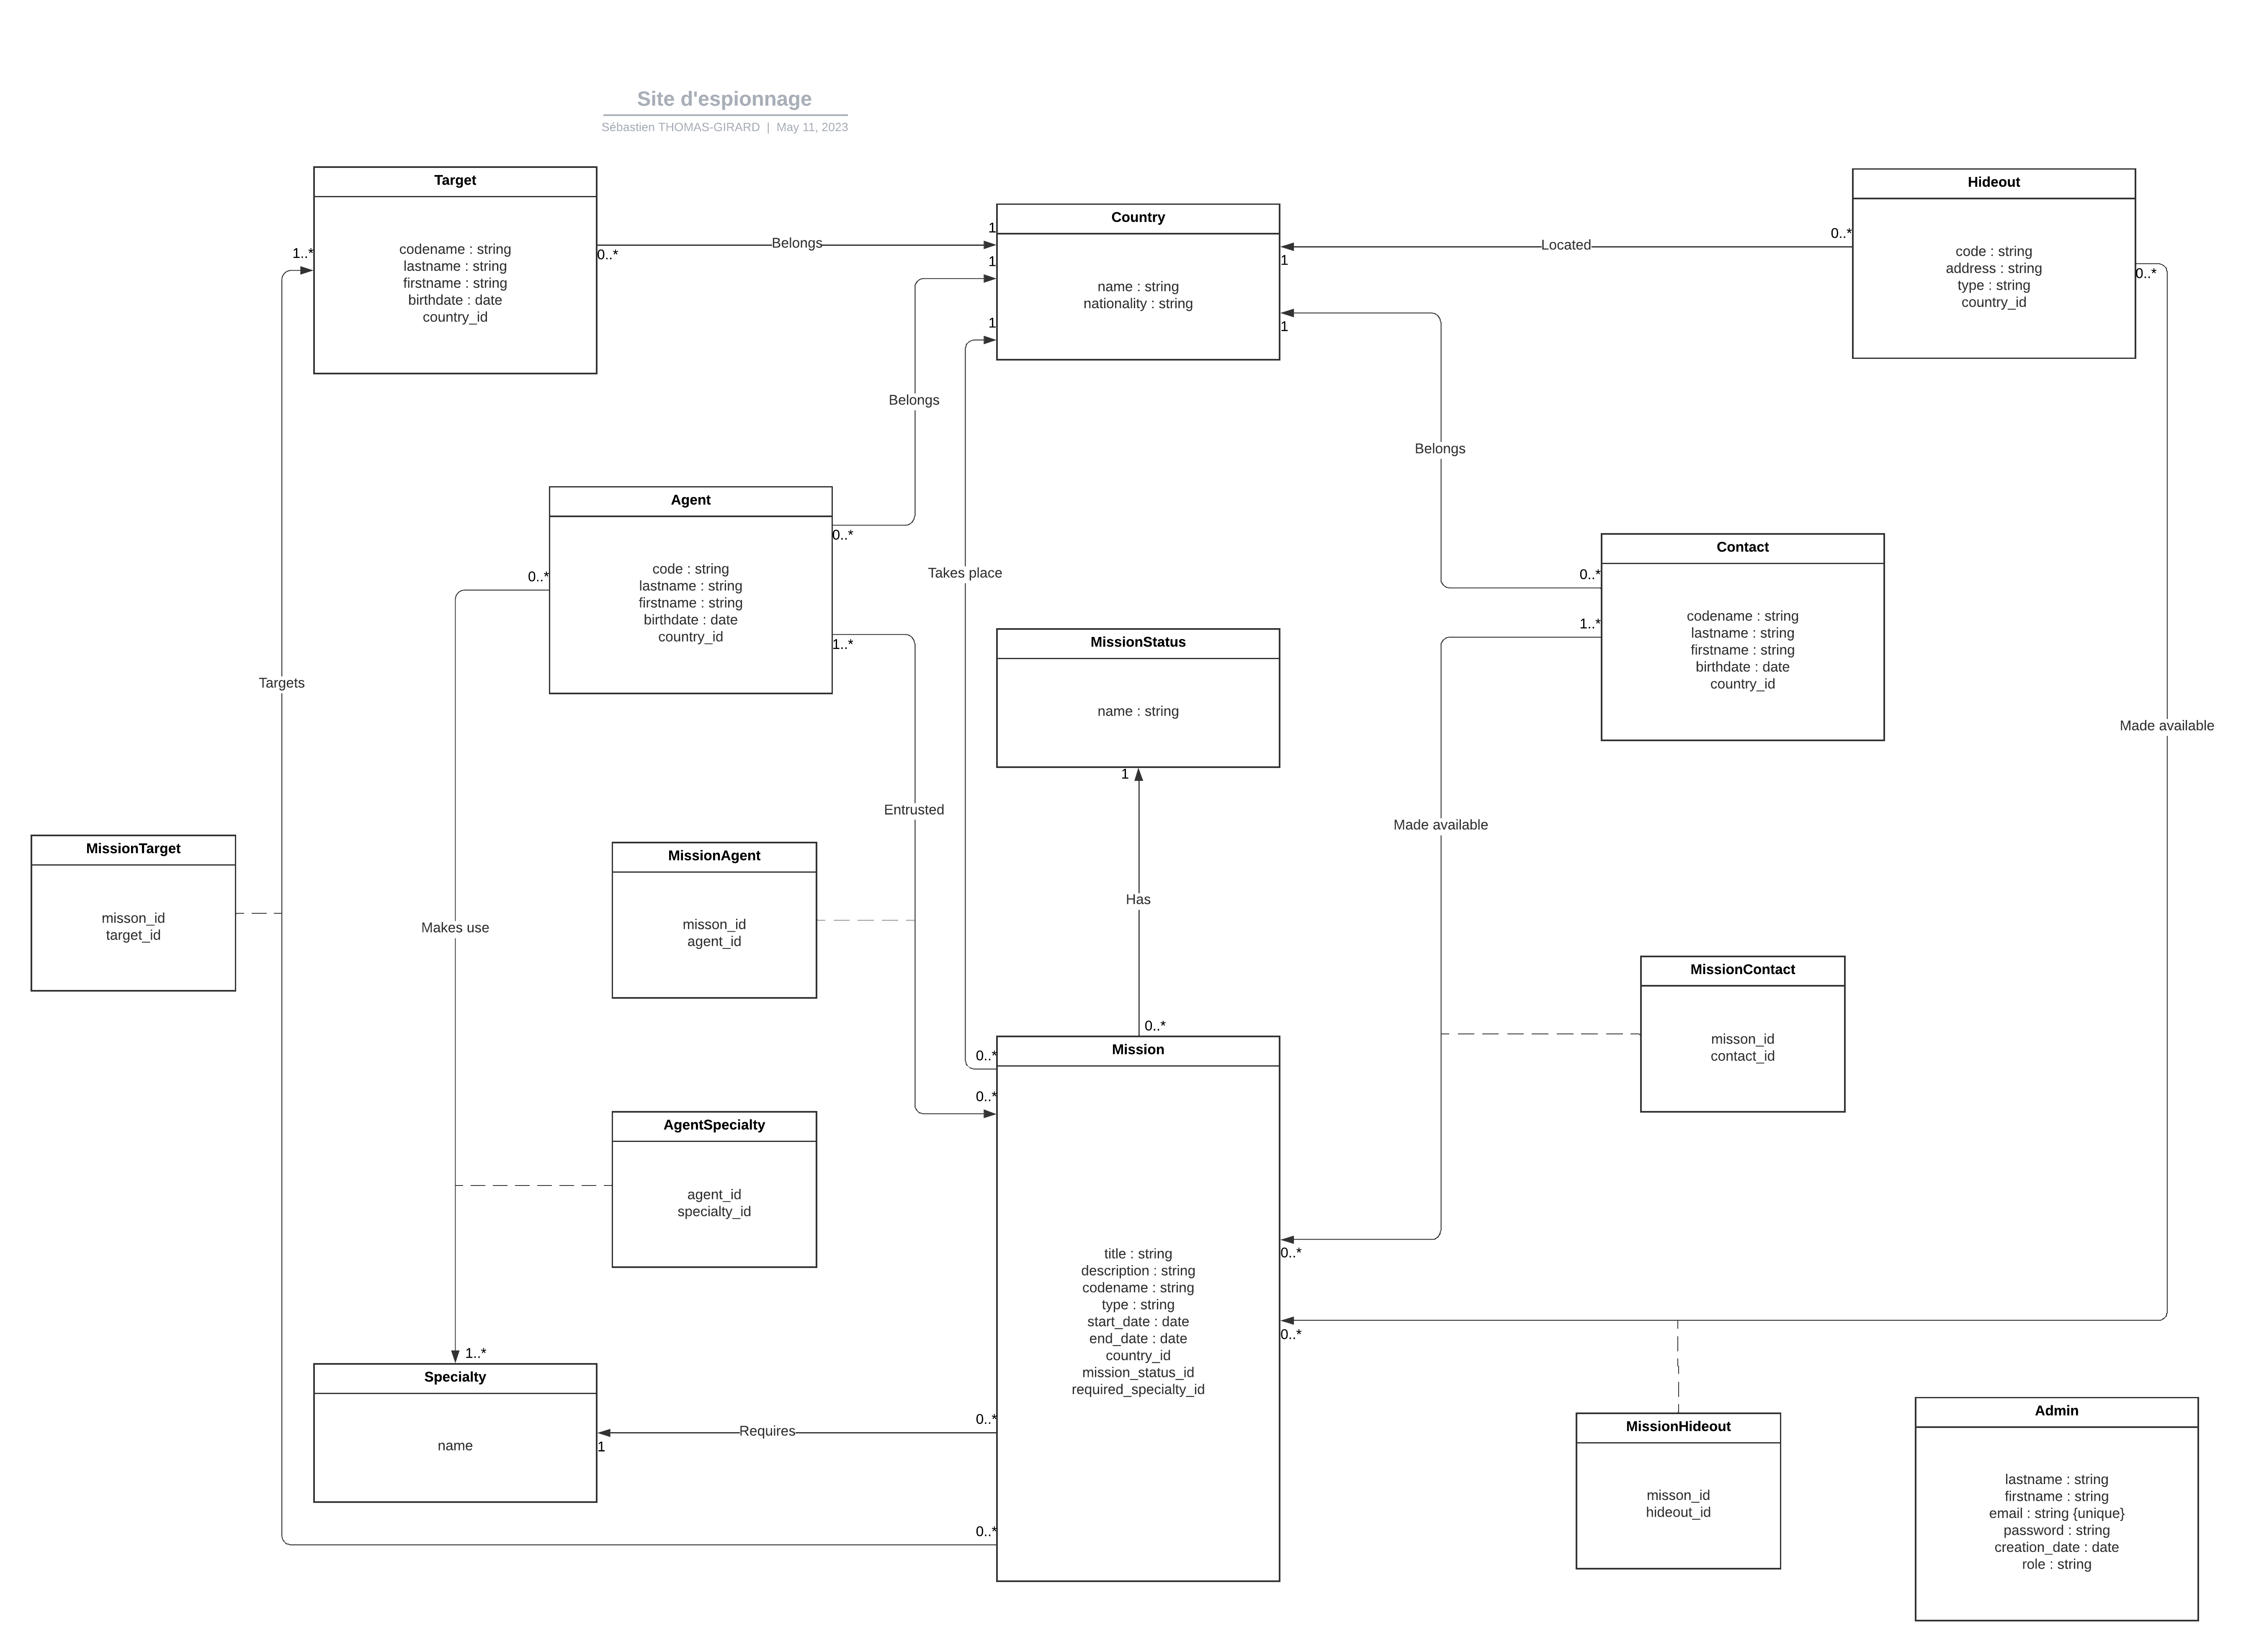 Site d'espionnage
Sébastien THOMAS-GIRARD | May 11, 2023
Target
codename : string
lastname : string
firstname : string
birthdate : date
country_id
1..*
0..*
Belongs
1
1
1
Country
name : string
nationality : string
1
1
Located
0..*
Hideout
code : string
address : string
type : string
country_id
0..*
Belongs
Belongs
Agent
code : string
lastname : string
firstname : string
birthdate : date
country_id
0..*
0..*
1..*
Takes place
Contact
codename : string
lastname : string
firstname : string
birthdate : date
country_id
0..*
1..*
MissionStatus
name : string
1
Targets
Made available
Entrusted
Made available
MissionTarget
misson_id
target_id
MissionAgent
misson_id
agent_id
Makes use
Has
MissionContact
misson_id
contact_id
0..*
0..*
0..*
Mission
title : string
description : string
codename : string
type : string
start_date : date
end_date : date
country_id
mission_status_id
required_specialty_id
AgentSpecialty
agent_id
specialty_id
0..*
0..*
1..*
Specialty
name
1
Requires
0..*
0..*
MissionHideout
misson_id
hideout_id
Admin
lastname : string
firstname : string
email : string {unique}
password : string
creation_date : date
role : string